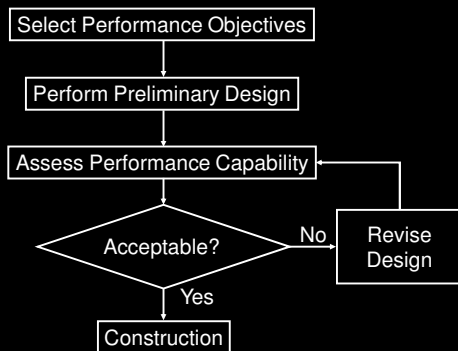 Select Performance Objectives
Perform Preliminary Design
Assess Performance Capability
Acceptable?
No
Revise
Design
Yes
Construction